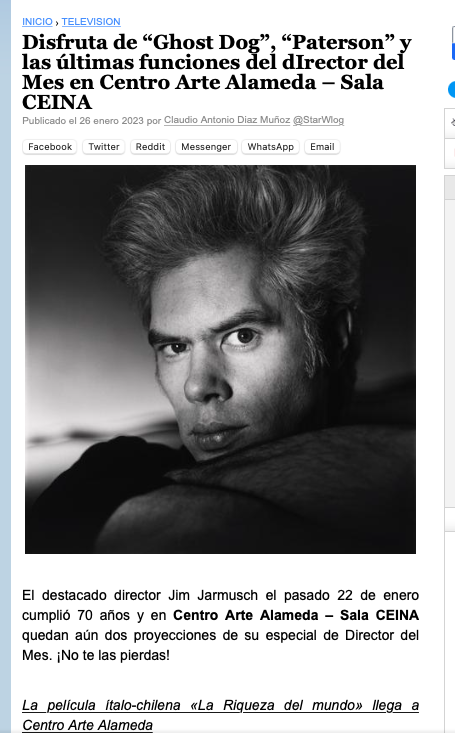 INICIO › TELEVISION
Disfruta de “Ghost Dog”, “Paterson” y
las últimas funciones del dIrector del
Mes en Centro Arte Alameda – Sala
CEINA
Publicado el 26 enero 2023 por Claudio Antonio Diaz Muñoz @StarWlog
Facebook Twitter Reddit Messenger WhatsApp Email
El destacado director Jim Jarmusch el pasado 22 de enero
cumplió 70 años y en Centro Arte Alameda – Sala CEINA
quedan aún dos proyecciones de su especial de Director del
Mes. ¡No te las pierdas!
La película ítalo-chilena «La Riqueza del mundo» llega a
Centro Arte Alameda